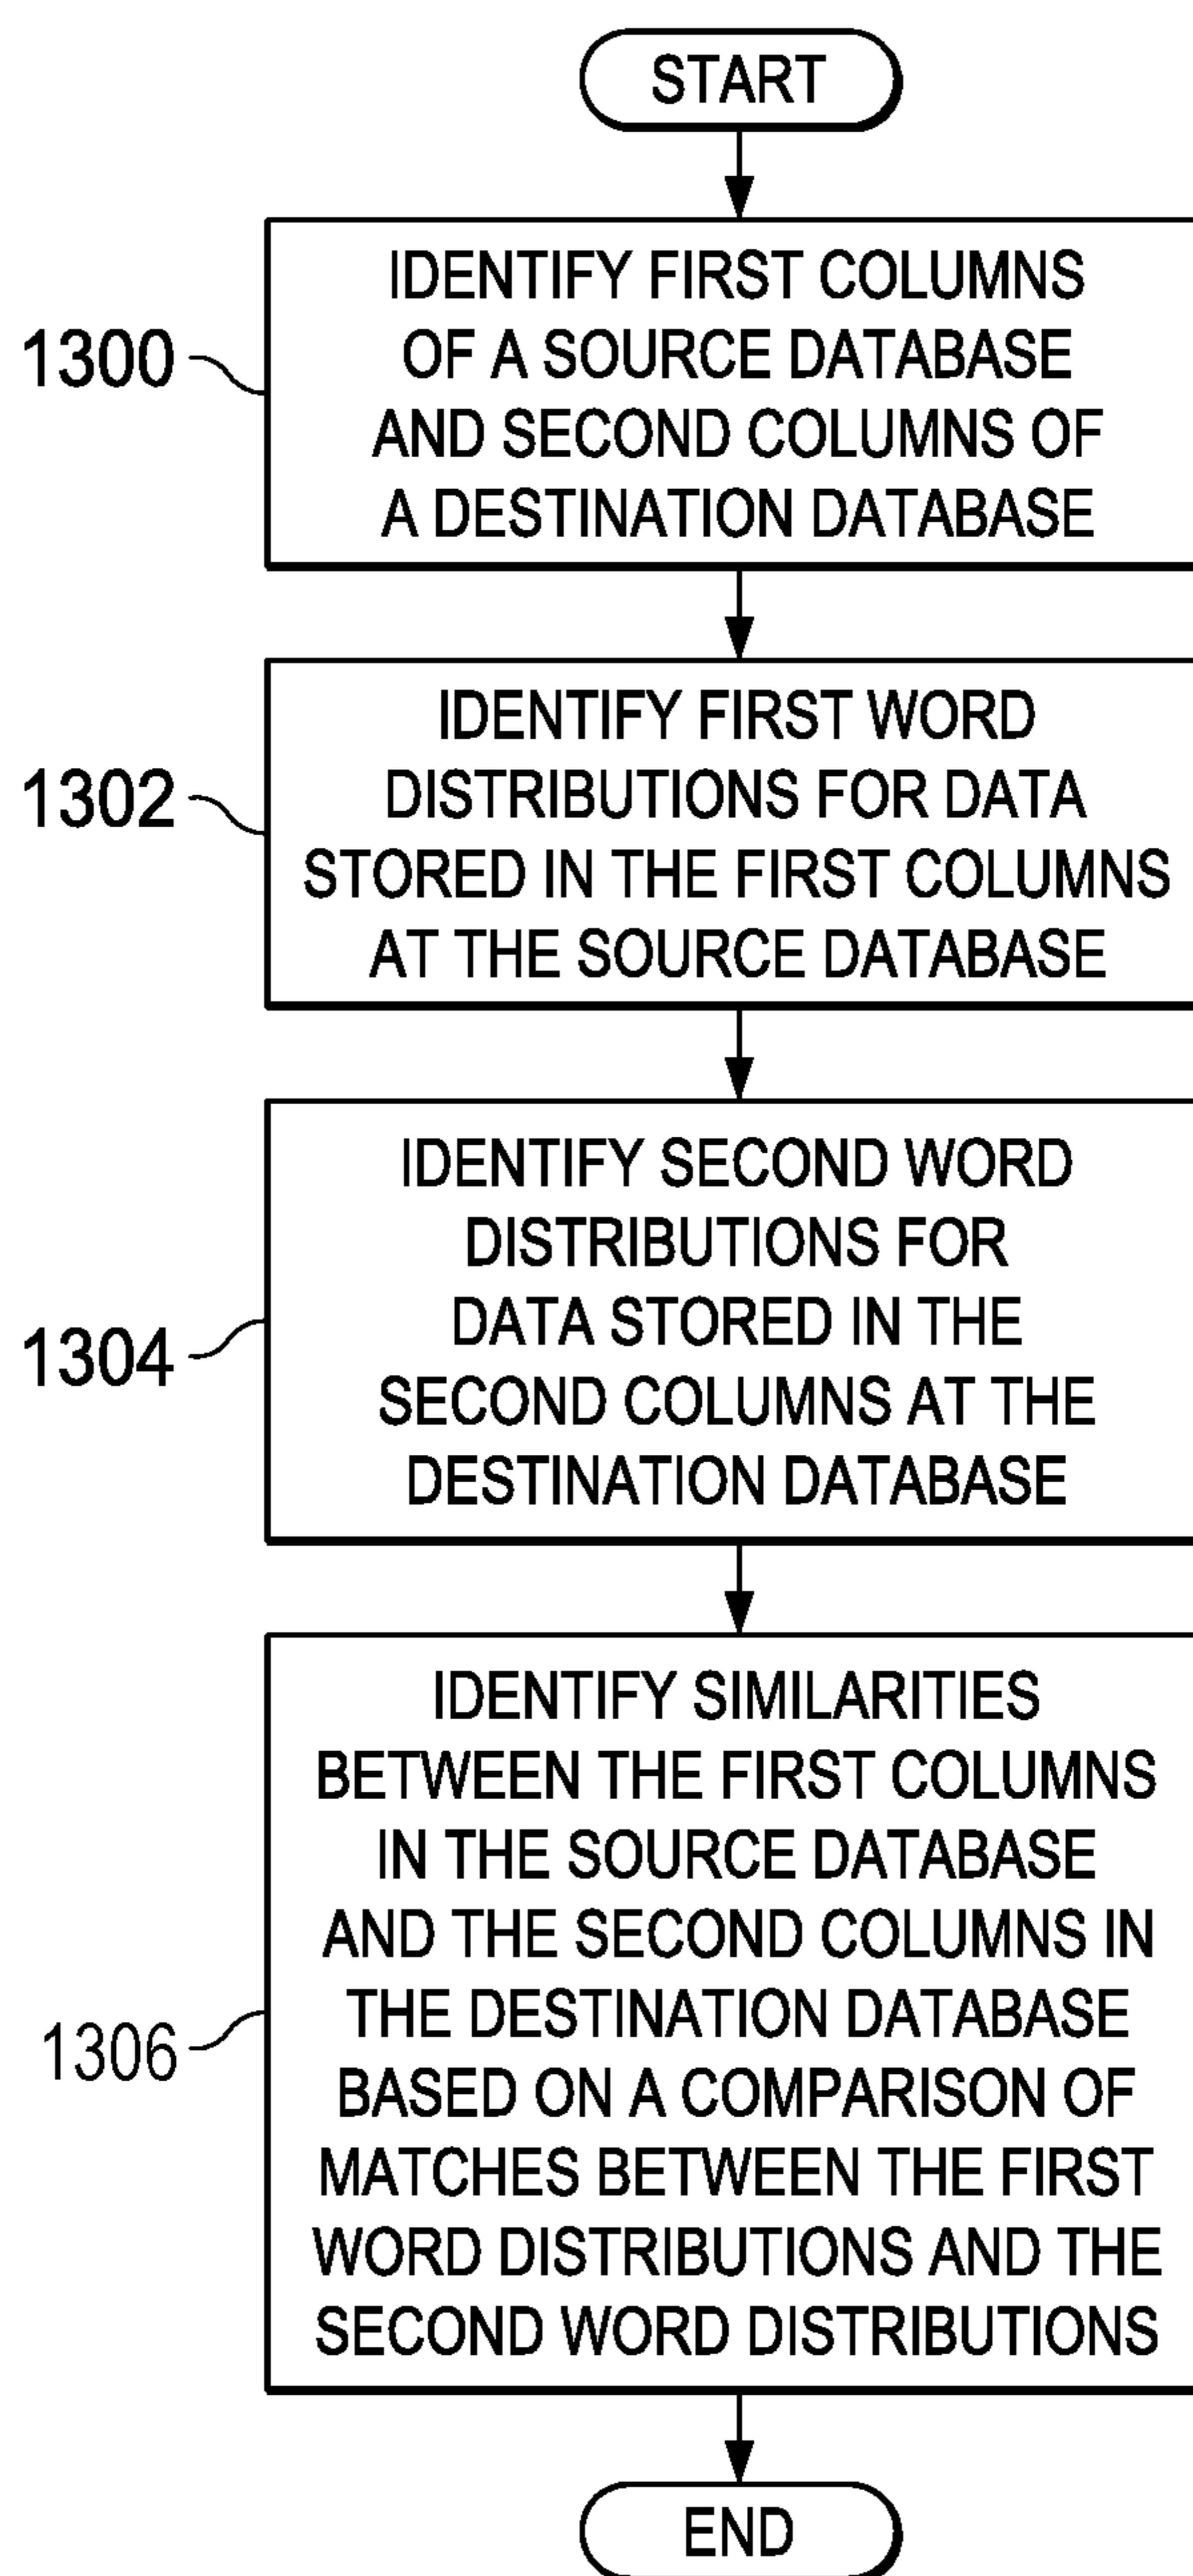 START
IDENTIFY FIRST COLUMNS
OF A SOURCE DATABASE
1300
AND SECOND COLUMNS OF
A DESTINATION DATABASE
IDENTIFY FIRST WORD
1302
DISTRIBUTIONS FOR DATA
STORED IN THE FIRST COLUMNS
AT THE SOURCE DATABASE
IDENTIFY SECOND WORD
DISTRIBUTIONS FOR
DATA STORED IN THE
1304
SECOND COLUMNS AT THE
DESTINATION DATABASE
IDENTIFY SIMILARITIES
BETWEEN THE FIRST COLUMNS
IN THE SOURCE DATABASE
AND THE SECOND COLUMNS IN
THE DESTINATION DATABASE
1306
BASED ON A COMPARISON OF
MATCHES BETWEEN THE FIRST
WORD DISTRIBUTIONS AND THE
SECOND WORD DISTRIBUTIONS
END